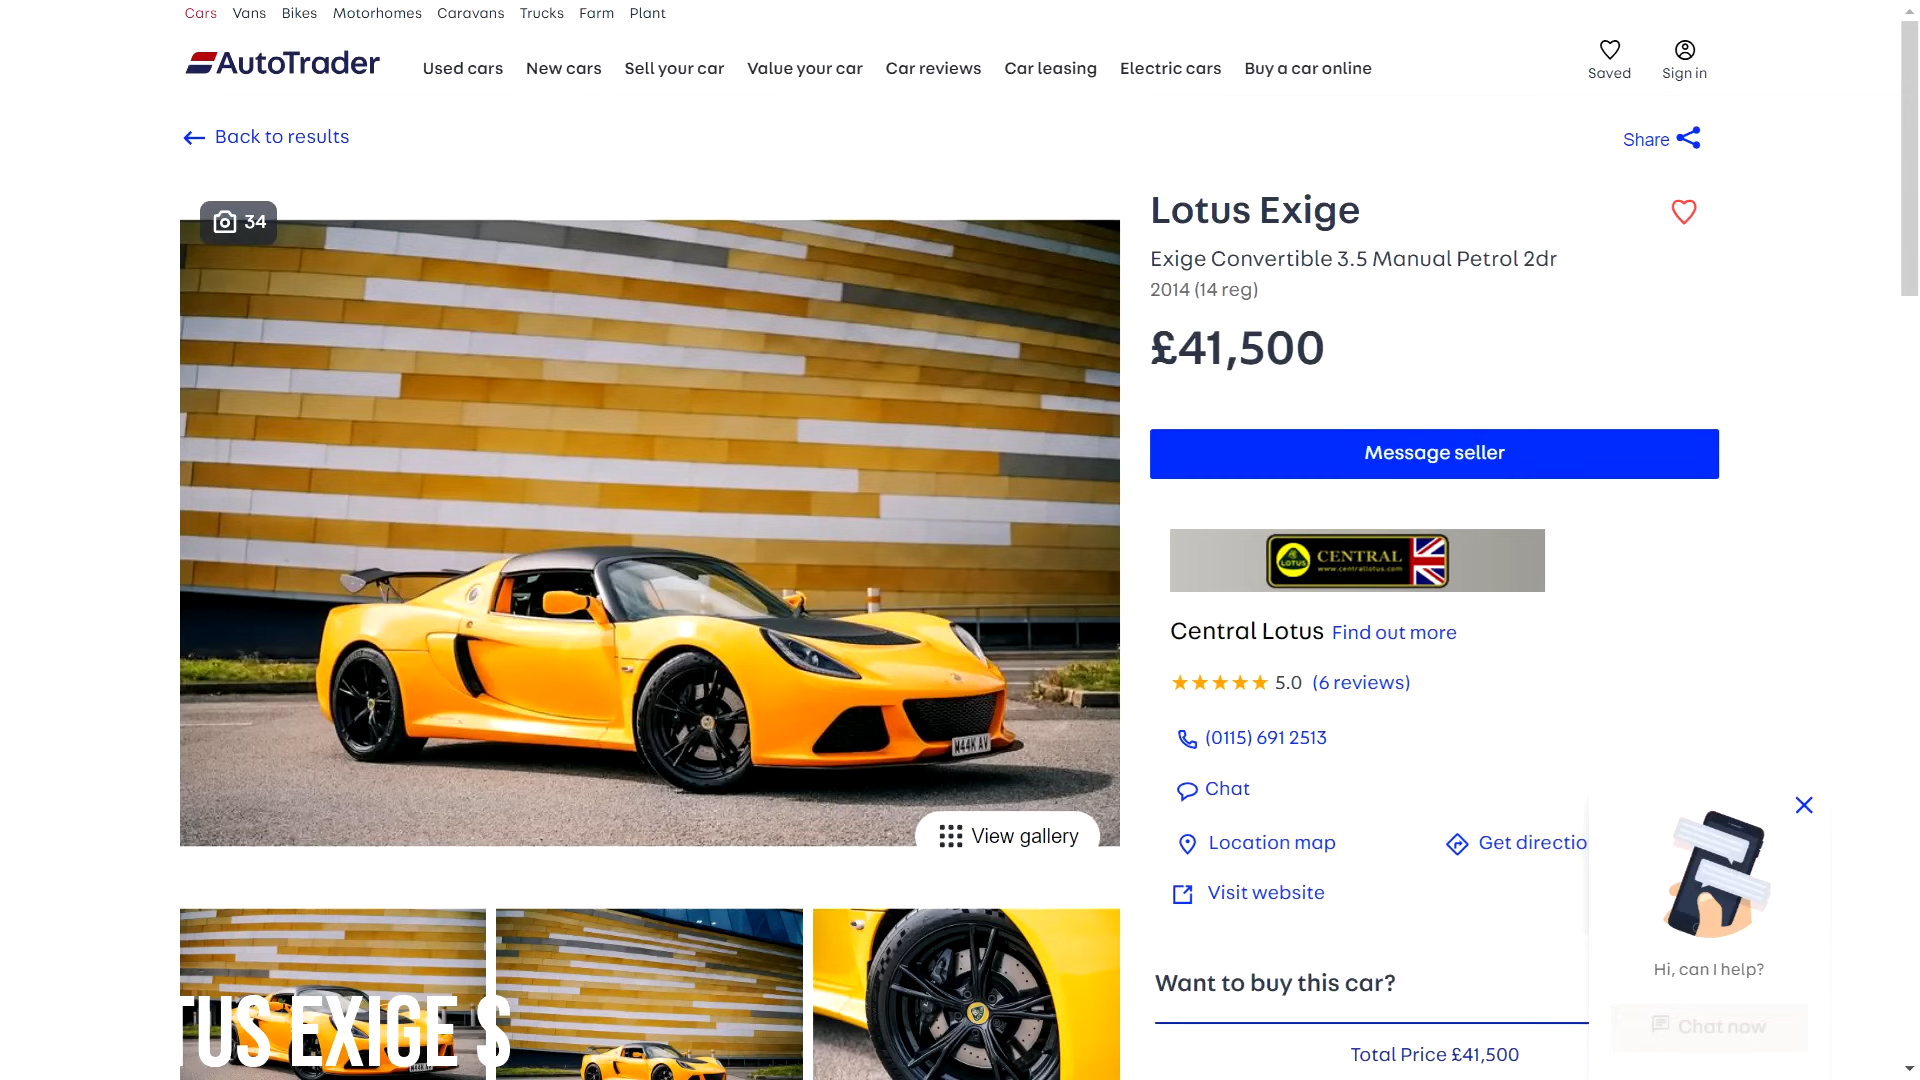 Cars Vans Bikes Motorhomes Caravans Trucks Farm Plant
AutoTrader
Used cars New cars Sell your car Value your car Car reviews Car leasing Electric cars Buy a car online
Saved
Sign in
Back to results
Share
34
Lotus Exige
Exige Convertible 3.5 Manual Petrol 2dr
2014 (14 reg)
£41,500
Message seller
LOTUS
CENTRAL
www.centrallotus.com
Central Lotus Find out more
5.0 (6 reviews)
(0115) 691 2513
Chat
Location map
Get directio
Visit website
M44K AV
View gallery
Want to buy this car?
Total Price £41,500
Hi, can I help?
Chat now
TUS EXIGE S